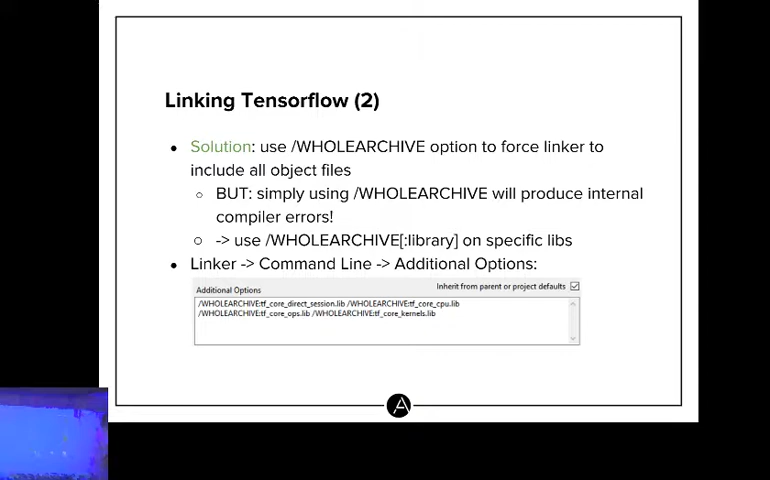 Linking Tensorflow (2)
● Solution: use /WHOLEARCHIVE option to force linker to
include all object files
○ BUT: simply using /WHOLEARCHIVE will produce internal
compiler errors!
○ -> use /WHOLEARCHIVE[:library] on specific libs
● Linker -> Command Line -> Additional Options:
Additional Options Inherit from parent or project defaults
/WHOLEARCHIVE:tf_core_direct_session.lib /WHOLEARCHIVE:tf_core_cpu.lib
/WHOLEARCHIVE:tf_core_ops.lib /WHOLEARCHIVE:tf_core_kernels.lib